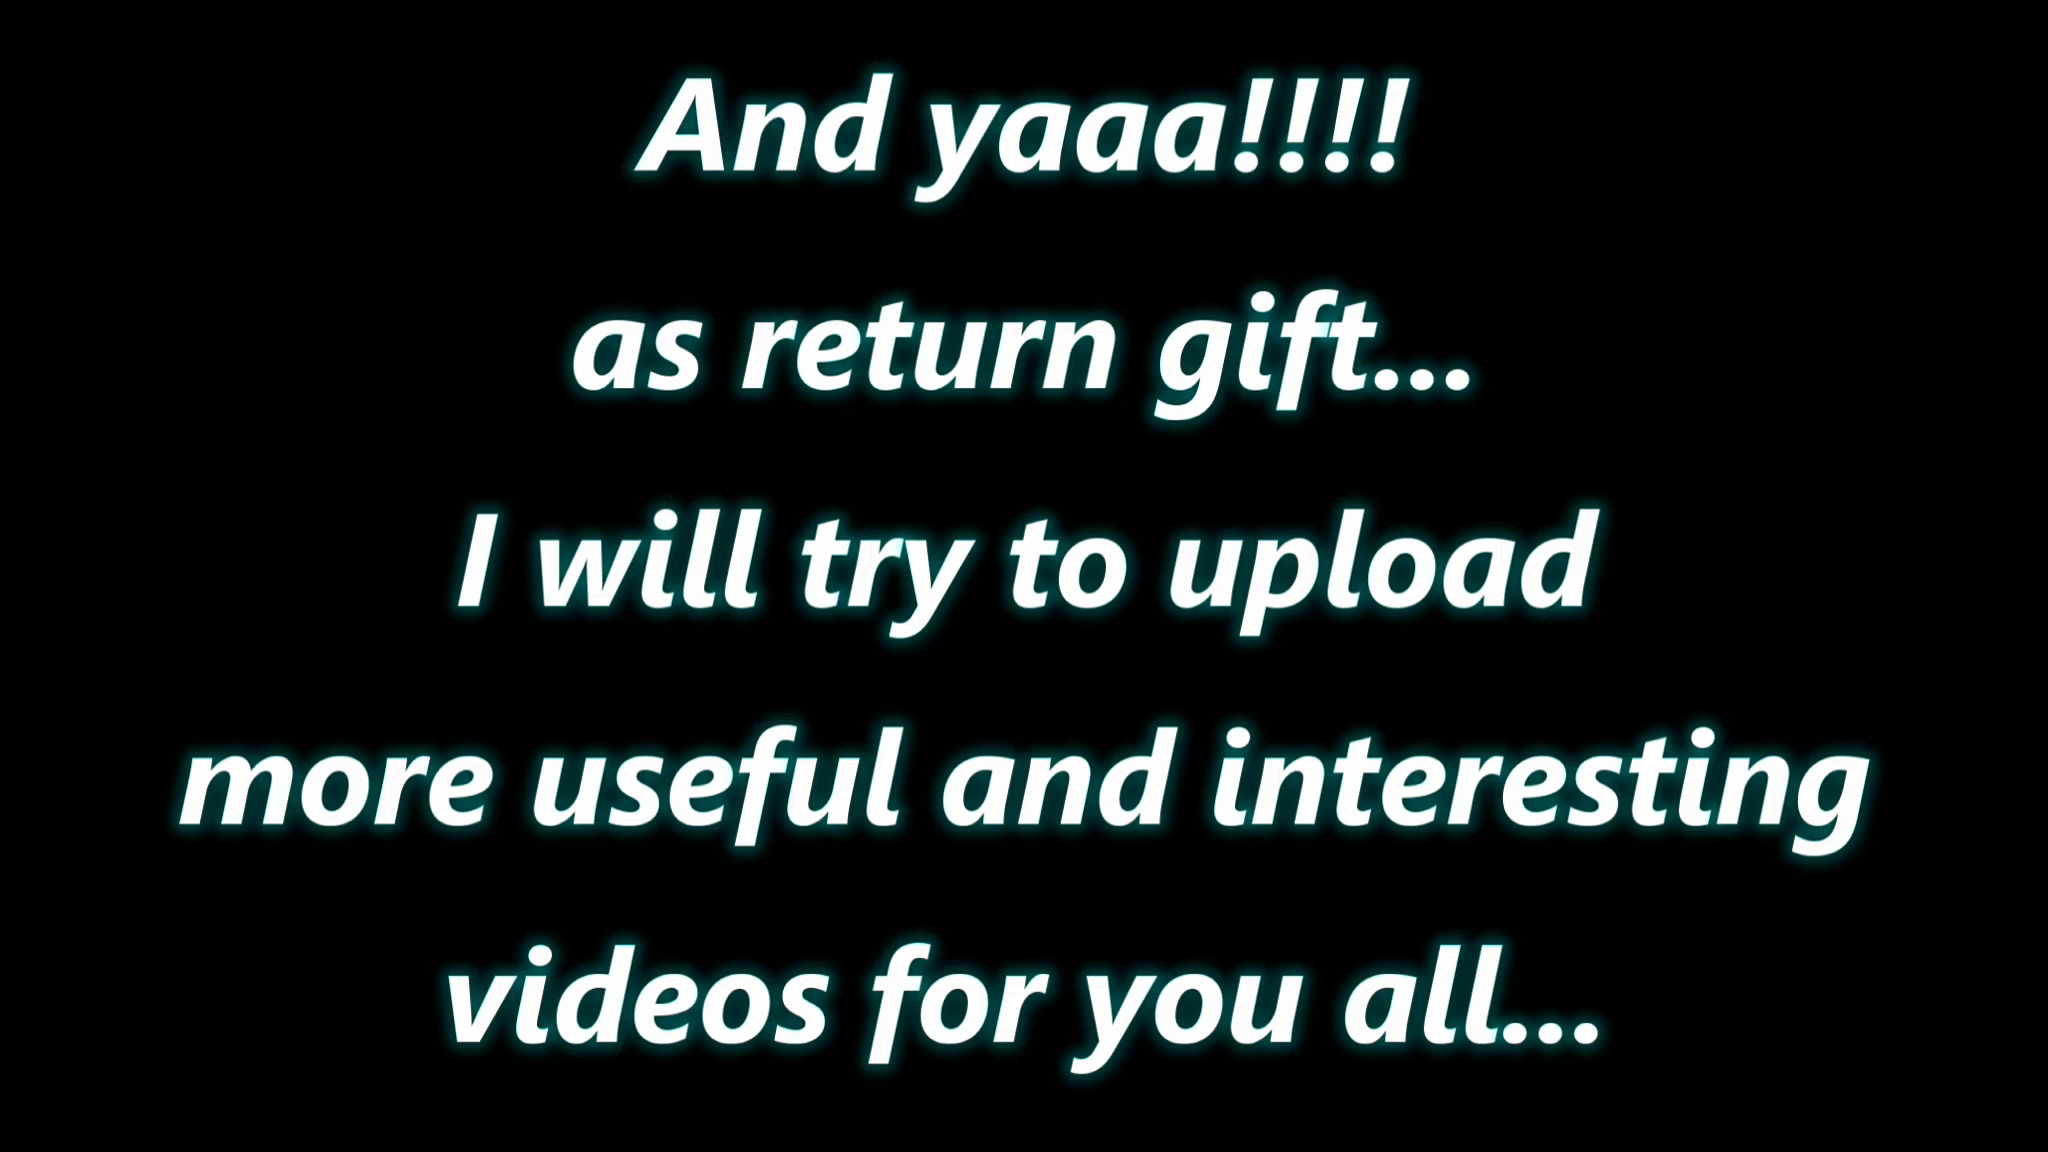 And yaaa!!!!
as return gift...
I will try to upload
more useful and interesting
videos for you all...